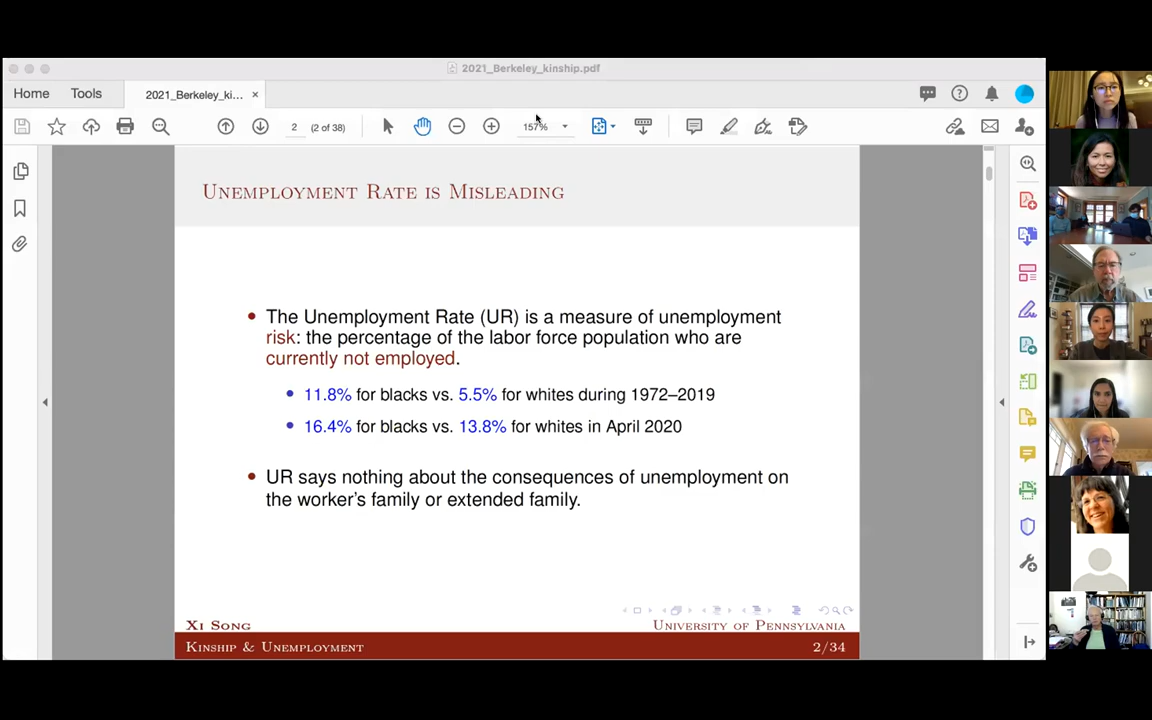 2021_Berkeley_kinship.pdf
Home Tools 2021_Berkeley_ki... ×
2 (2 of 38) 157%
Unemployment Rate is Misleading
• The Unemployment Rate (UR) is a measure of unemployment
risk: the percentage of the labor force population who are
currently not employed.
• 11.8% for blacks vs. 5.5% for whites during 1972–2019
• 16.4% for blacks vs. 13.8% for whites in April 2020
• UR says nothing about the consequences of unemployment on
the worker's family or extended family.
Xi Song University of Pennsylvania
Kinship & Unemployment 2/34